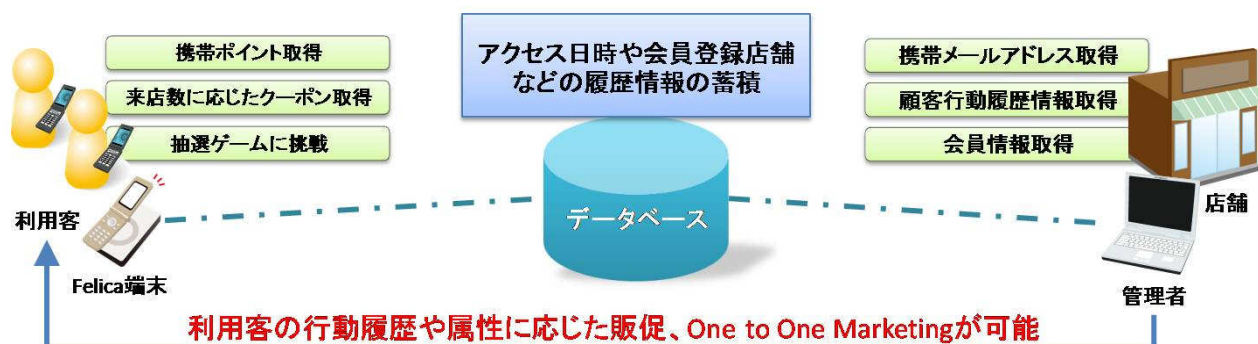 携帯ポイント取得
来店数に応じたクーポン取得
抽選ゲームに挑戦
利用客
Felica端末
アクセス日時や会員登録店舗
などの履歴情報の蓄積
データベース
携帯メールアドレス取得
顧客行動履歴情報取得
会員情報取得
店舗
管理者
利用客の行動履歴や属性に応じた販促、One to One Marketingが可能